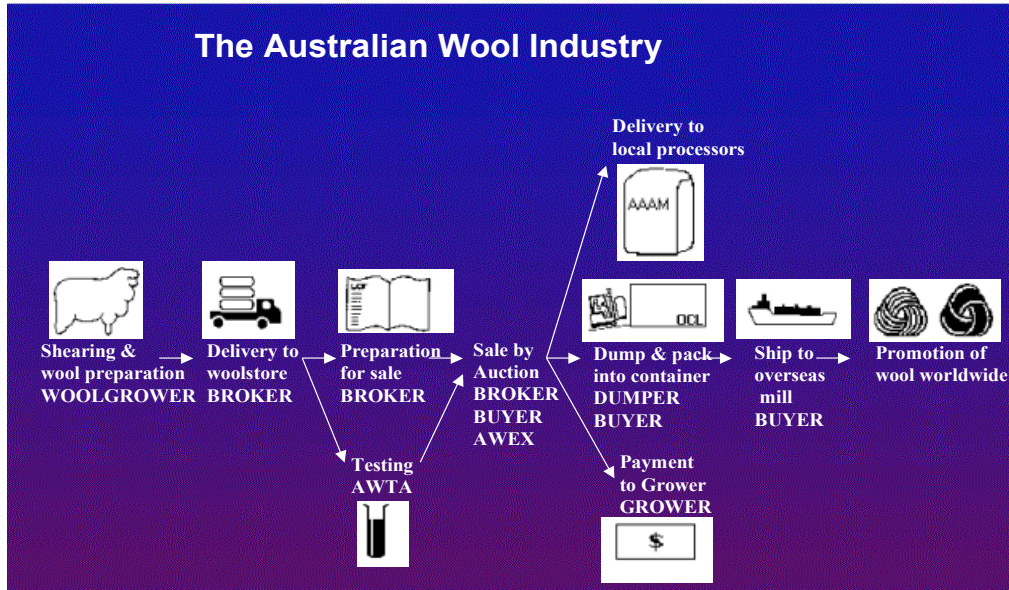 The Australian Wool Industry
Delivery to
local processors
AAAM
Shearing &
wool preparation
WOOLGROWER
Delivery to
woolstore
BROKER
Preparation
for sale
BROKER
Sale by
Auction
BROKER
BUYER
AWEX
OCL
Dump & pack
into container
DUMPER
BUYER
Ship to
overseas
mill
BUYER
Promotion of
wool worldwide
Testing
AWTA
Payment
to Grower
GROWER
$